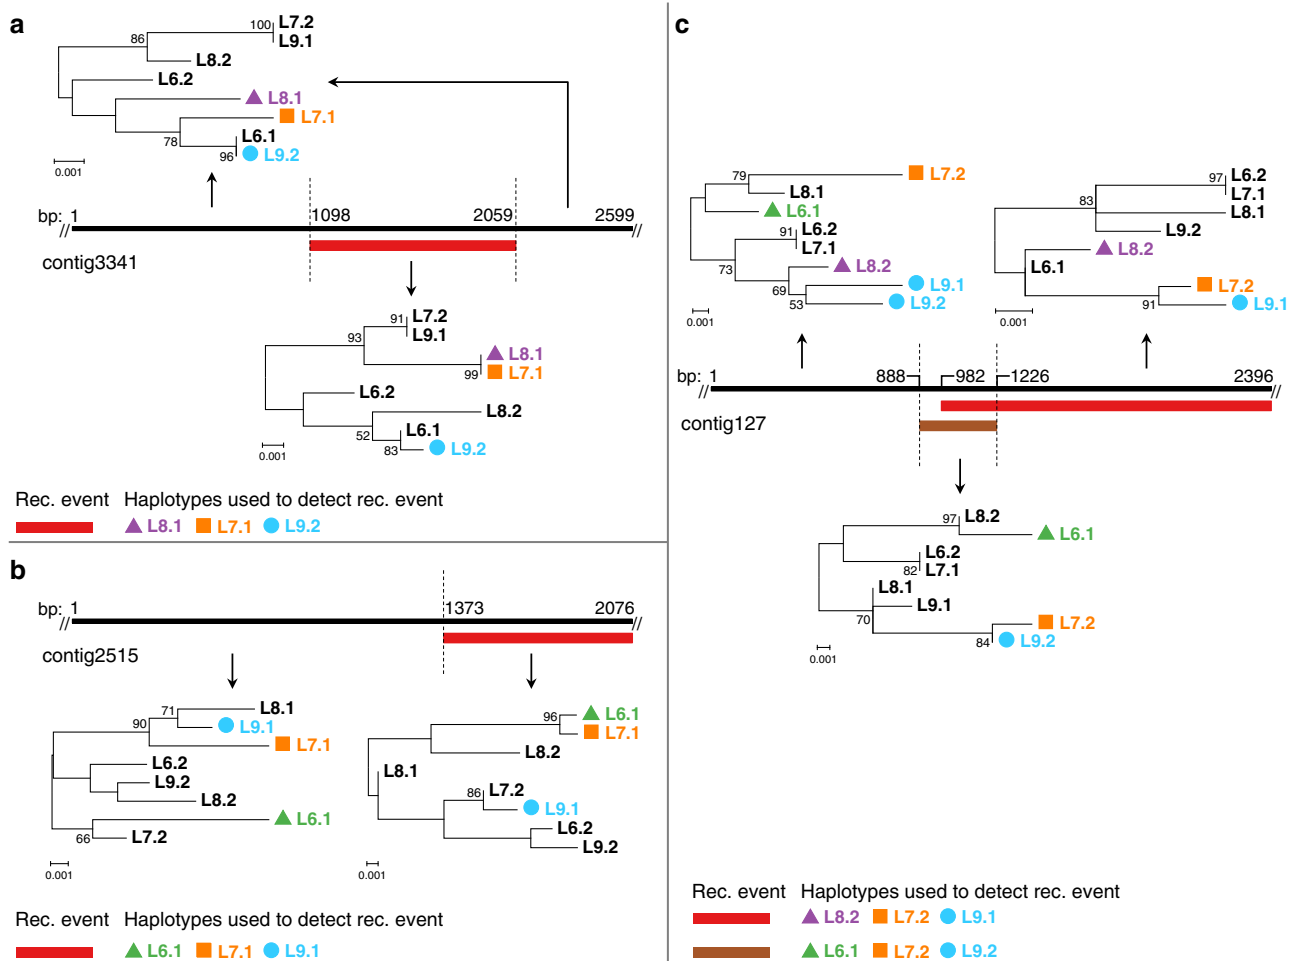 a
100
L7.2
L9.1
86
L8.2
L6.2
L8.1
L7.1
78
L6.1
96
L9.2
0.001
bp: 1
1098
2059
2599
//
//
contig3341
91
L7.2
L9.1
93
L8.1
99
L7.1
L6.2
L8.2
52
L6.1
83
L9.2
0.001
Rec. event Haplotypes used to detect rec. event
L8.1 L7.1 L9.2
b
bp: 1
1373
2076
//
//
contig2515
71
L8.1
90
L9.1
L7.1
L6.2
L9.2
L8.2
L6.1
66
L7.2
0.001
96
L6.1
L7.1
L8.2
L8.1
86
L7.2
L9.1
L6.2
L9.2
0.001
Rec. event Haplotypes used to detect rec. event
L6.1 L7.1 L9.1
c
79
L7.2
L8.1
L6.1
91
L6.2
L7.1
73
L8.2
69
L9.1
53
L9.2
0.001
97
L6.2
L7.1
83
L8.1
L9.2
L8.2
L6.1
L7.2
91
L9.1
0.001
bp: 1
888
982
1226
2396
//
//
contig127
97
L8.2
L6.1
L6.2
82
L7.1
L8.1
L9.1
70
L7.2
84
L9.2
0.001
Rec. event Haplotypes used to detect rec. event
L8.2 L7.2 L9.1
L6.1 L7.2 L9.2